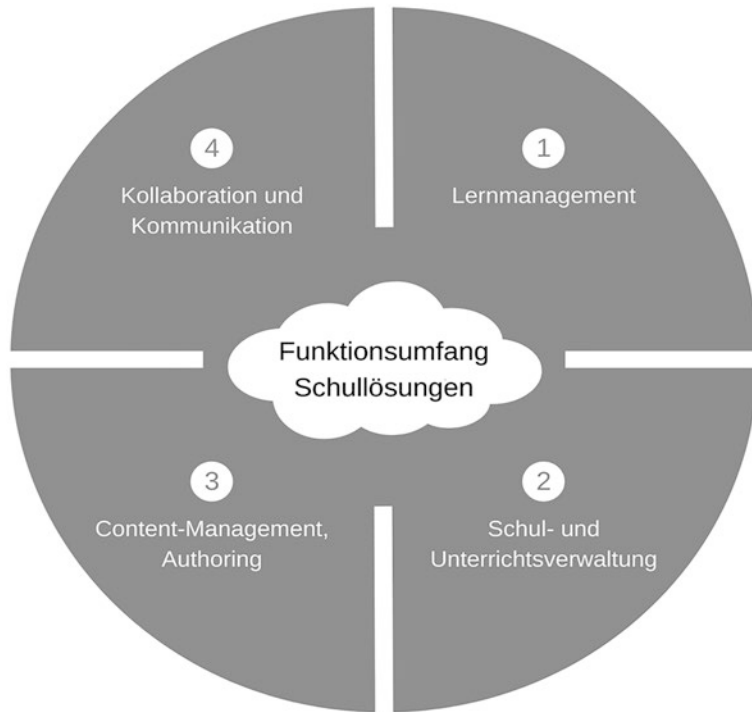 4
Kollaboration und
Kommunikation
1
Lernmanagement
Funktionsumfang
Schullösungen
3
Content-Management,
Authoring
2
Schul- und
Unterrichtsverwaltung